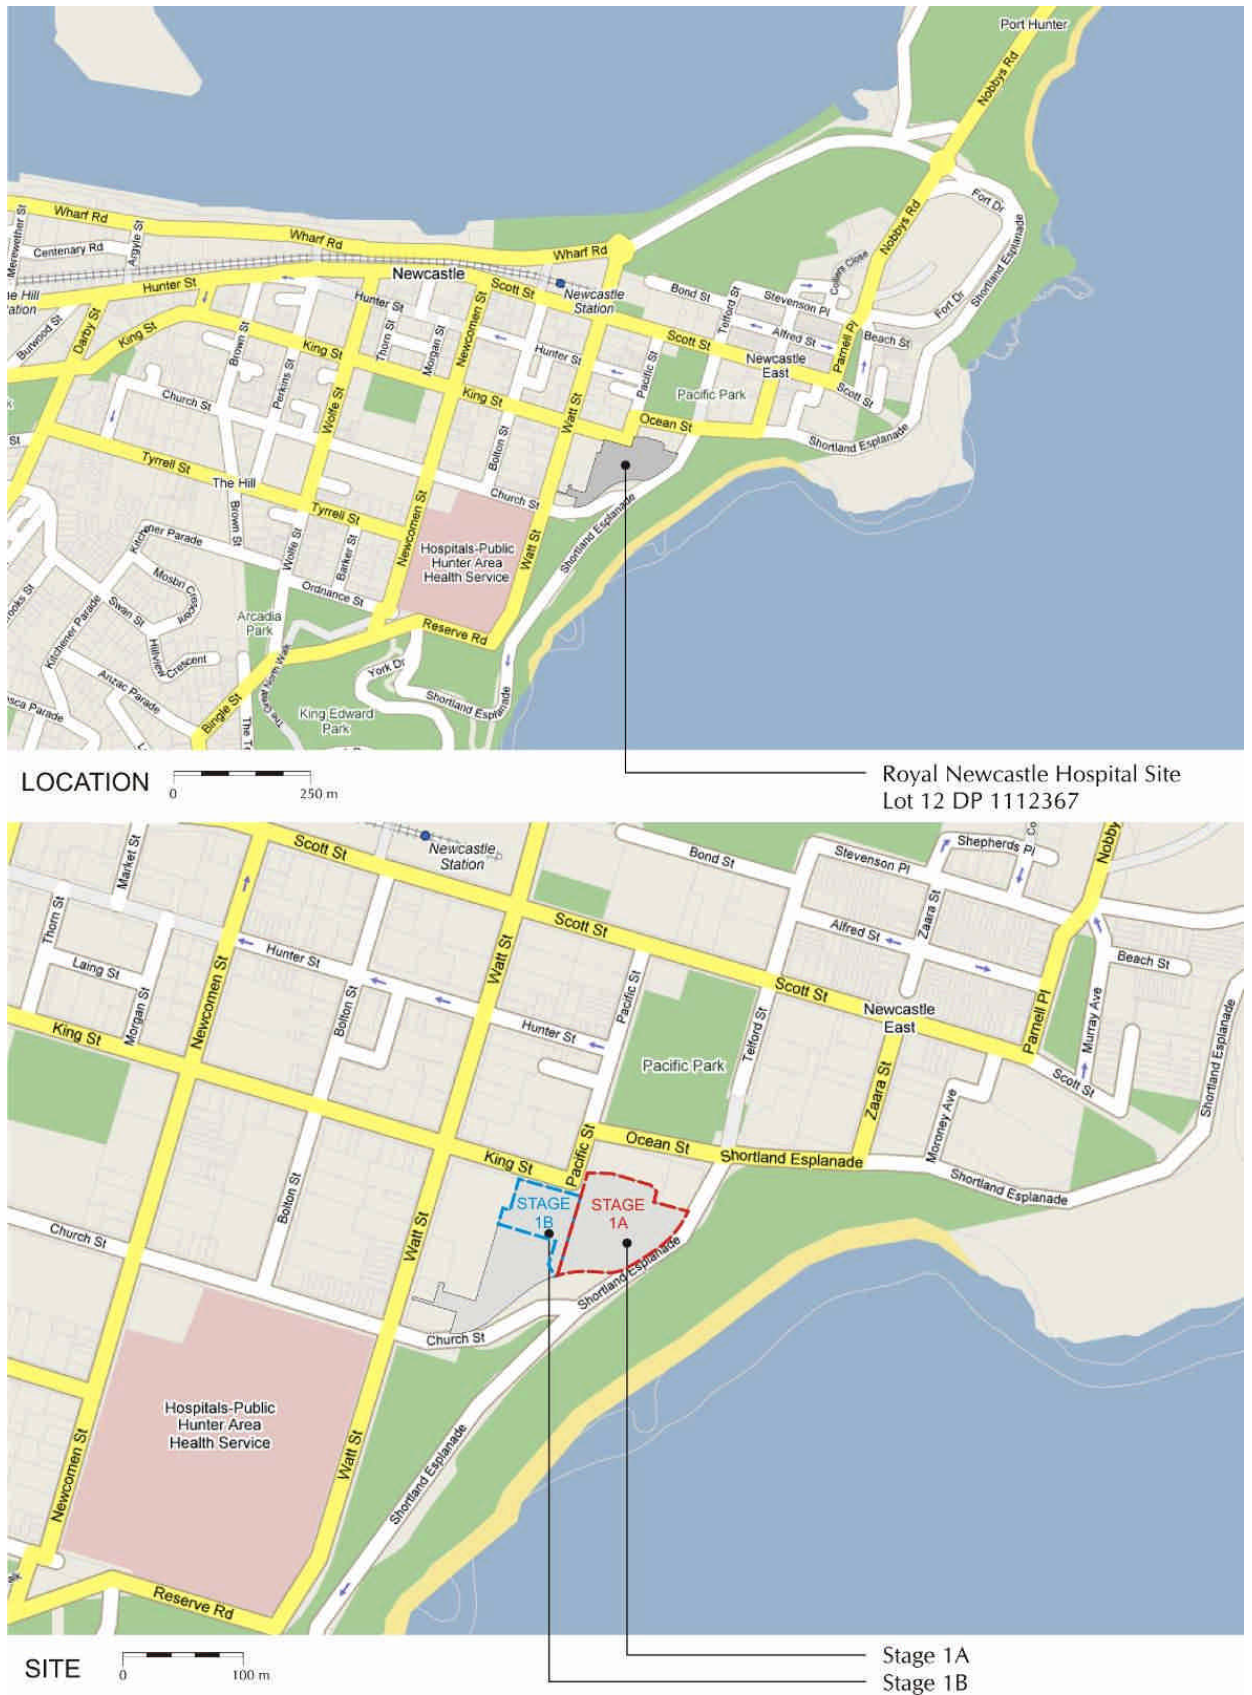 Port Hunter
Nobbys Rd
Fort Dr
Shortland Esplanade
Nobbys Rd
Fort Dr
Colliers Close
Merewether St
Wharf Rd
Argyle St
Centenary Rd
Wharf Rd
Wharf Rd
Newcastle
Hunter St
Scott St
Newcastle
Station
Bond St
Telford St
Stevenson Pl
The Hill
Burwood St
Darby St
King St
Hunter St
Thorn St
Morgan St
Newcomen St
Hunter St
Scott St
Alfred St
Parnell Pl
Beach St
Newcastle
East
Scott St
Brown St
King St
Perkins St
Wolfe St
King St
Watt St
Pacific St
Pacific Park
Ocean St
Shortland Esplanade
Church St
Bolton St
Tyrrell St
The Hill
Church St
Tyrrell St
Newcomen St
Brown St
Wolfe St
Barker St
Hospitals-Public
Hunter Area
Health Service
Watt St
Shortland Esplanade
Kitchener Parade
Mosbri Crescent
Swan St
Hillview
Crescent
Kitchener Parade
Ordnance St
Arcadia
Park
Reserve Rd
York Dr
Shortland Esplanade
Anzac Parade
The Great North Walk
King Edward
Park
Bingle St
LOCATION
0
250 m
Royal Newcastle Hospital Site
Lot 12 DP 1112367
Market St
Scott St
Newcastle
Station
Bond St
Stevenson Pl
Shepherds Pl
Thorn St
Laing St
Morgan St
Newcomen St
Hunter St
Bolton St
Watt St
Scott St
Hunter St
Pacific St
Alfred St
Zaara St
Beach St
Scott St
Newcastle
East
Parnell Pl
Murray Ave
Shortland Esplanade
King St
Telford St
Pacific Park
Scott St
Zaara St
Moroney Ave
Ocean St
Shortland Esplanade
Shortland Esplanade
King St
Pacific St
STAGE
1B
STAGE
1A
Bolton St
Watt St
Church St
Shortland Esplanade
Church St
Hospitals-Public
Hunter Area
Health Service
Newcomen St
Watt St
Shortland Esplanade
Reserve Rd
SITE
0
100 m
Stage 1A
Stage 1B